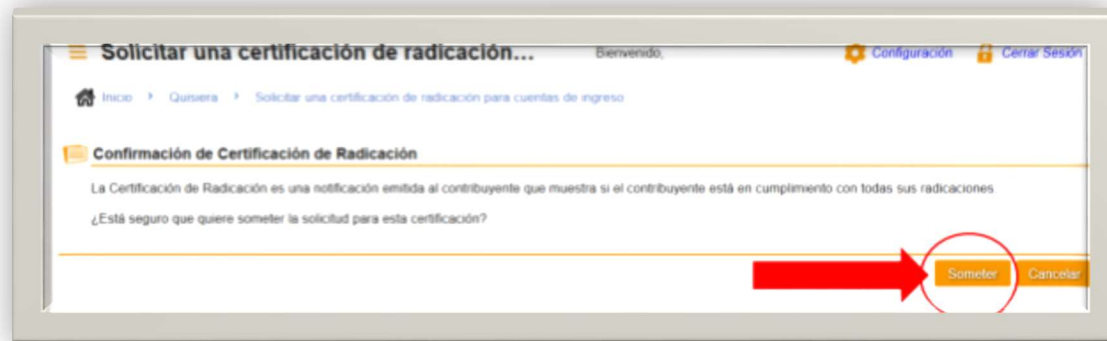 Solicitar una certificación de radicación... Bienvenido, Configuración Cerrar Sesión
Inicio Quisiera Solicitar una certificación de radicación para cuentas de ingreso
Confirmación de Certificación de Radicación
La Certificación de Radicación es una notificación emitida al contribuyente que muestra si el contribuyente está en cumplimiento con todas sus radicaciones
¿Está seguro que quiere someter la solicitud para esta certificación?
Someter Cancelar